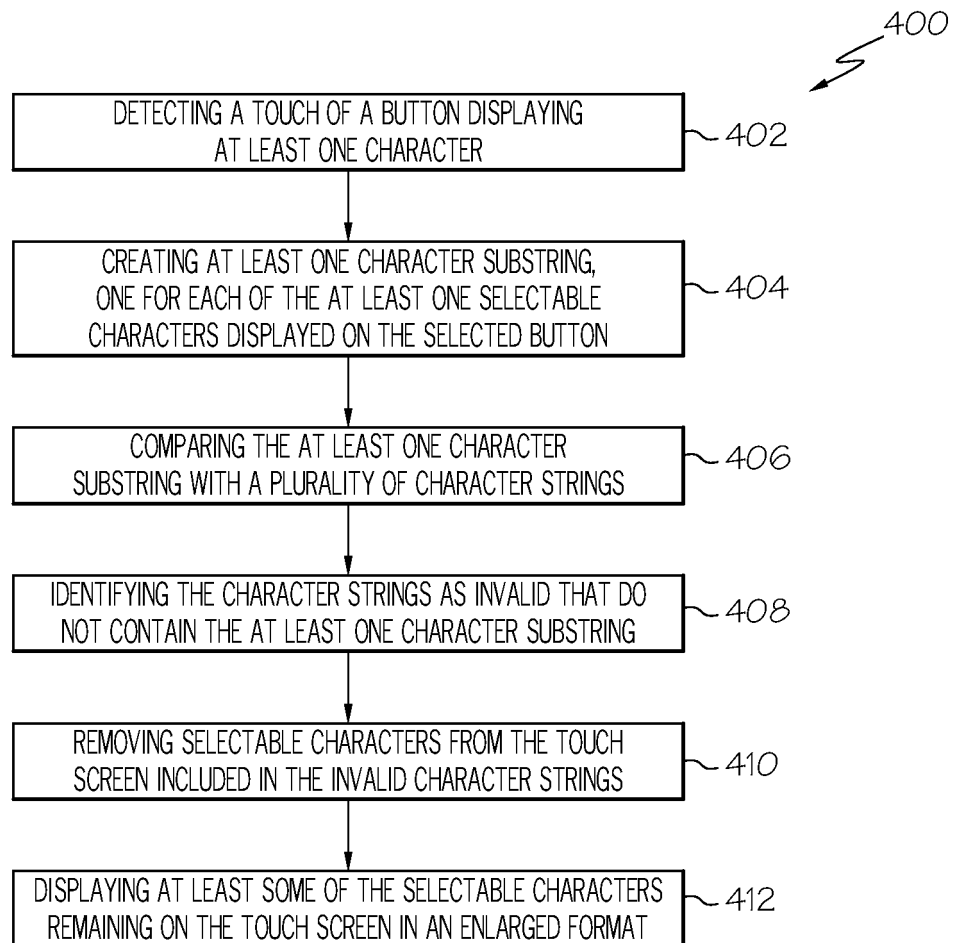 400
DETECTING A TOUCH OF A BUTTON DISPLAYING
AT LEAST ONE CHARACTER
402
CREATING AT LEAST ONE CHARACTER SUBSTRING,
ONE FOR EACH OF THE AT LEAST ONE SELECTABLE
CHARACTERS DISPLAYED ON THE SELECTED BUTTON
404
COMPARING THE AT LEAST ONE CHARACTER
SUBSTRING WITH A PLURALITY OF CHARACTER STRINGS
406
IDENTIFYING THE CHARACTER STRINGS AS INVALID THAT DO
NOT CONTAIN THE AT LEAST ONE CHARACTER SUBSTRING
408
REMOVING SELECTABLE CHARACTERS FROM THE TOUCH
SCREEN INCLUDED IN THE INVALID CHARACTER STRINGS
410
DISPLAYING AT LEAST SOME OF THE SELECTABLE CHARACTERS
REMAINING ON THE TOUCH SCREEN IN AN ENLARGED FORMAT
412